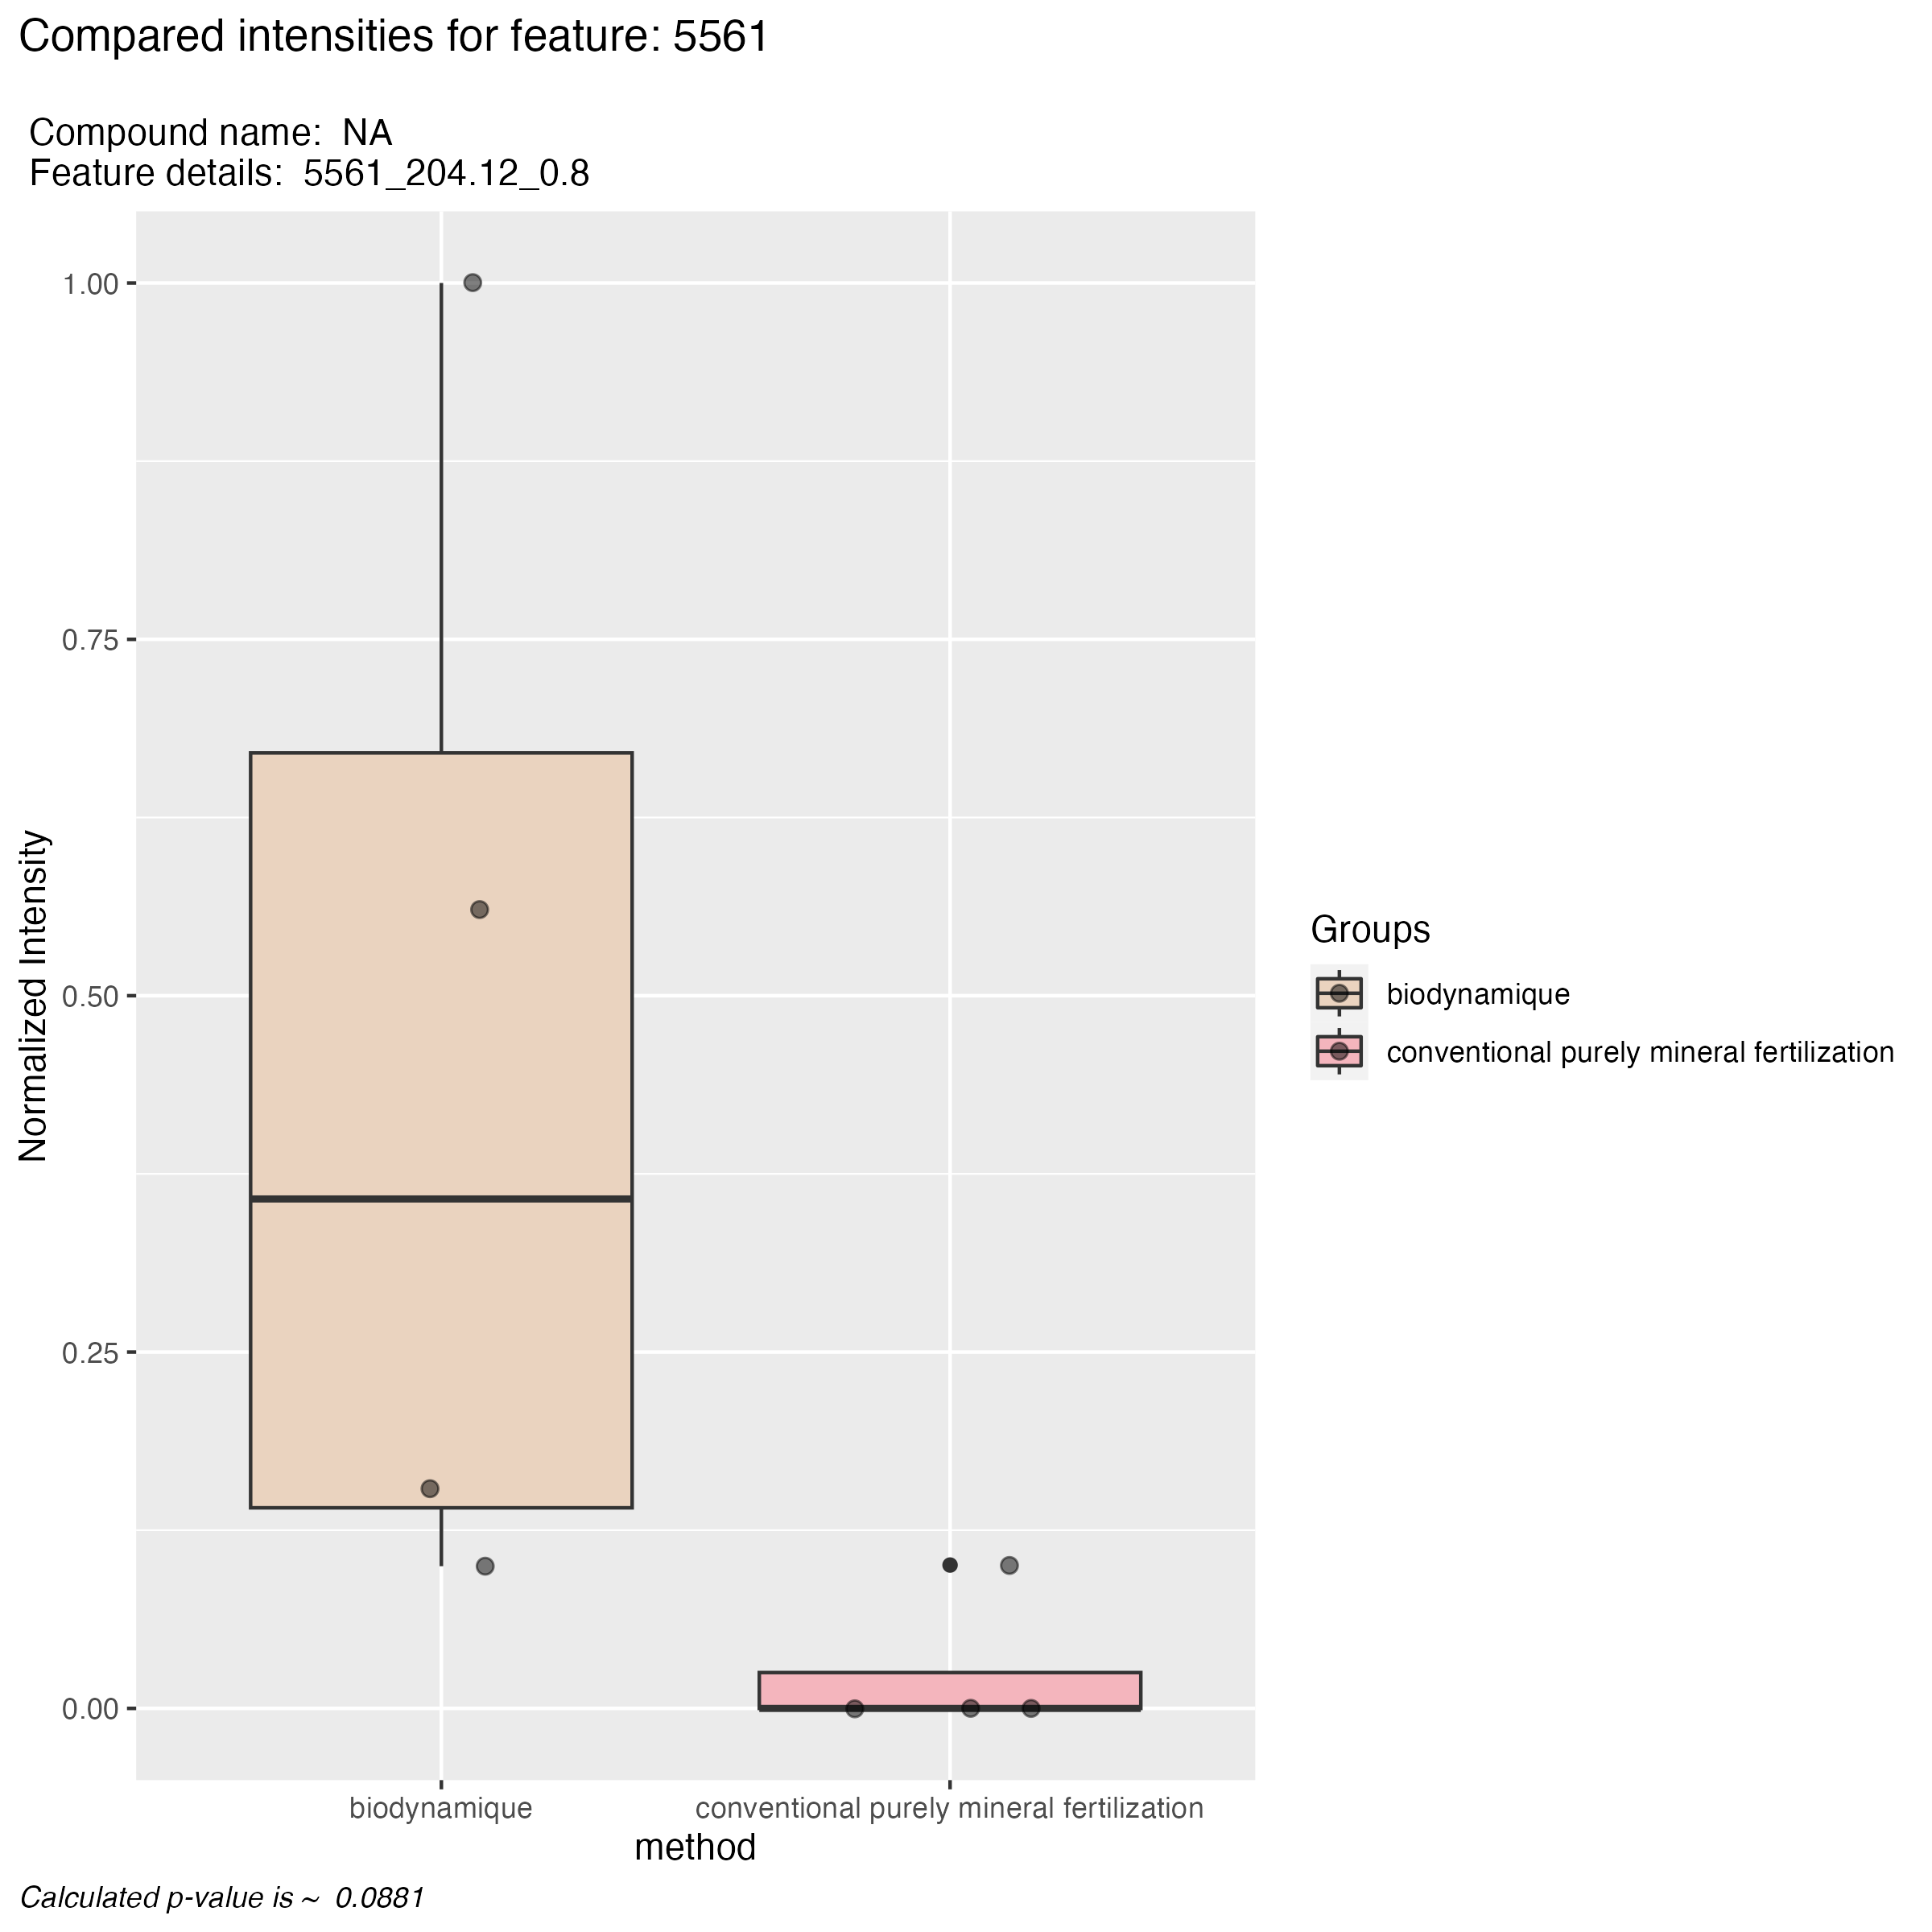 Compared intensities for feature: 5561
Compound name:  NA
Feature details:  5561_204.12_0.8
1.00
0.75
0.50
0.25
0.00
Normalized Intensity
biodynamique
conventional purely mineral fertilization
method
Groups
biodynamique
conventional purely mineral fertilization
Calculated p-value is ~  0.0881